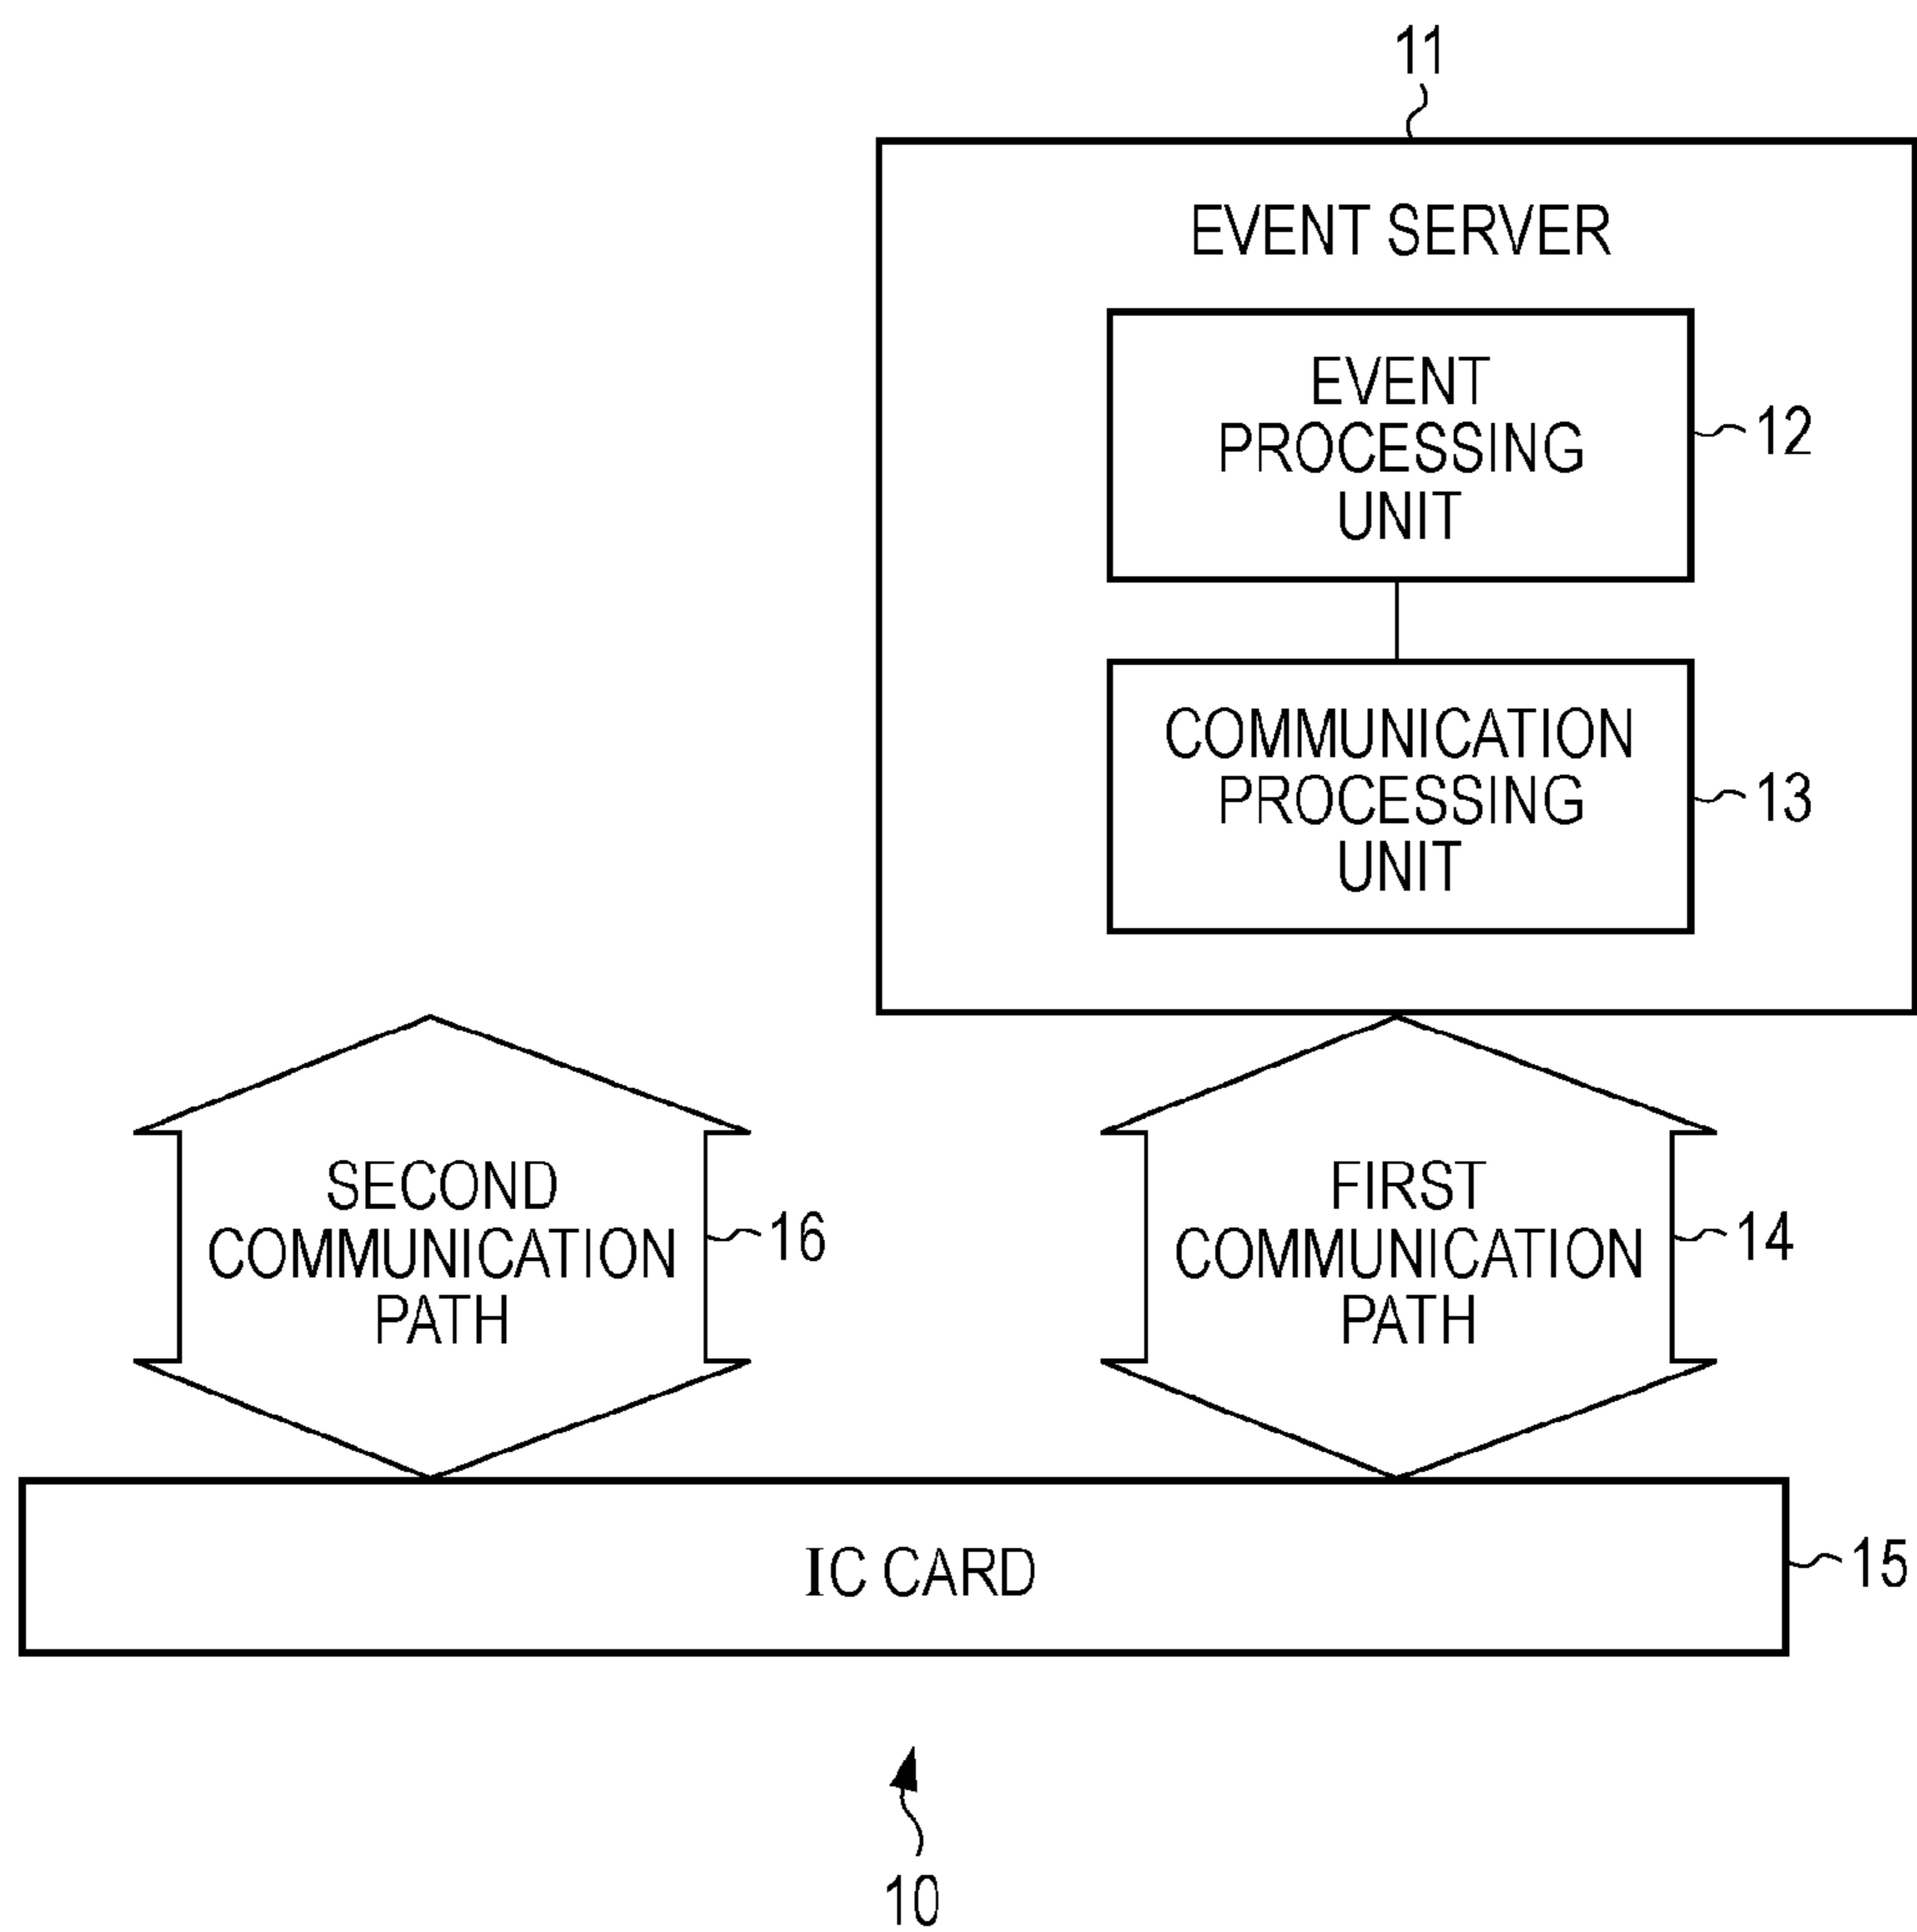 11
EVENT SERVER
EVENT
PROCESSING
UNIT
12
COMMUNICATION
PROCESSING
UNIT
13
SECOND
COMMUNICATION
PATH
16
FIRST
COMMUNICATION
PATH
14
IC CARD
15
10